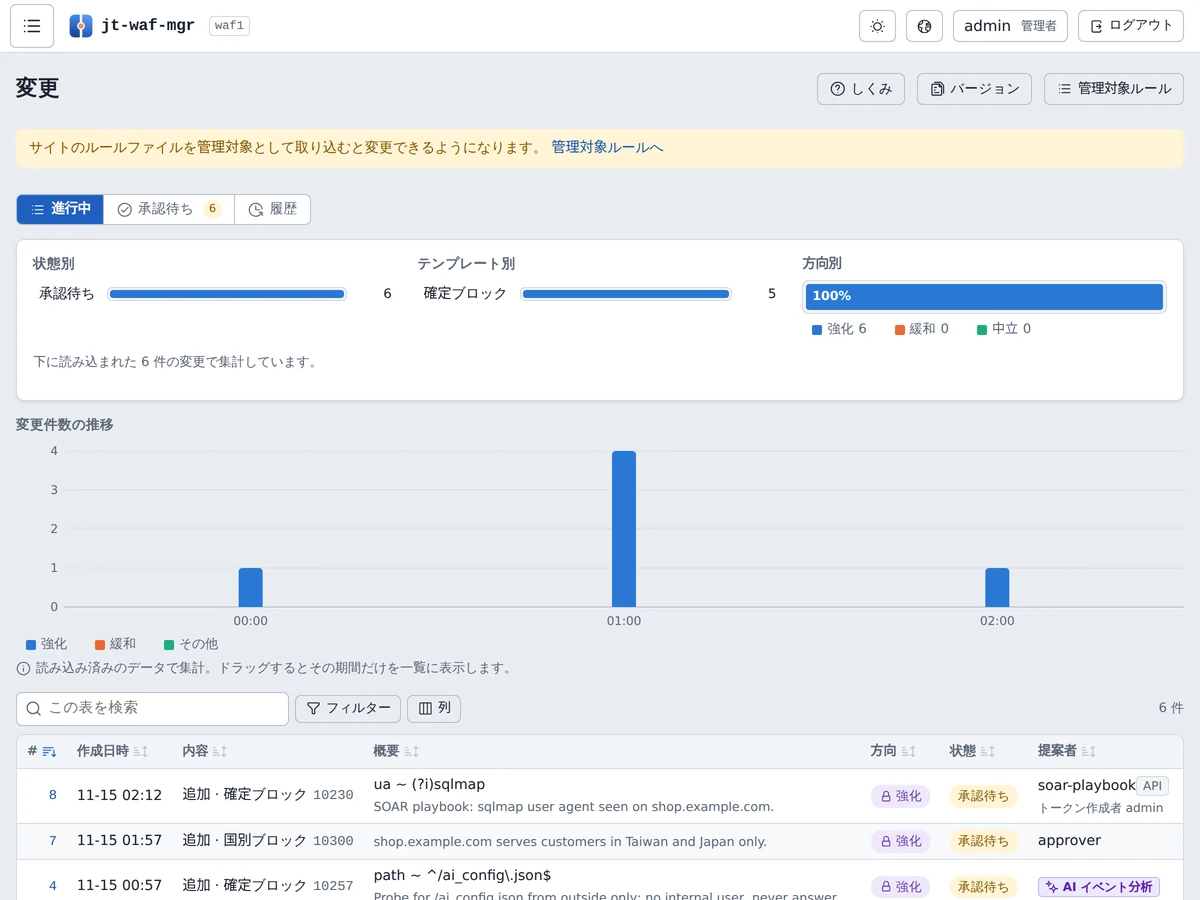 jt-waf-mgr waf1 admin 管理者 ログアウト
変更 しくみ バージョン 管理対象ルール
サイトのルールファイルを管理対象として取り込むと変更できるようになります。 管理対象ルールへ
進行中 承認待ち 6 履歴
状態別 テンプレート別 方向別
承認待ち 6 確定ブロック 5 100%
強化 6 緩和 0 中立 0
下に読み込まれた 6 件の変更で集計しています。
変更件数の推移
4
3
2
1
0
00:00 01:00 02:00
強化 緩和 その他
読み込み済みのデータで集計。ドラッグするとその期間だけを一覧に表示します。
この表を検索 フィルター 列 6 件
# 作成日時 内容 概要 方向 状態 提案者
8 11-15 02:12 追加 · 確定ブロック 10230 ua ~ (?i)sqlmap 強化 承認待ち soar-playbook API
SOAR playbook: sqlmap user agent seen on shop.example.com. トークン作成者 admin
7 11-15 01:57 追加 · 国別ブロック 10300 shop.example.com serves customers in Taiwan and Japan only. 強化 承認待ち approver
4 11-15 00:57 追加 · 確定ブロック 10257 path ~ ^/ai_config\.json$ 強化 承認待ち AI イベント分析
Probe for /ai_config.json from outside only; no internal user, never answer